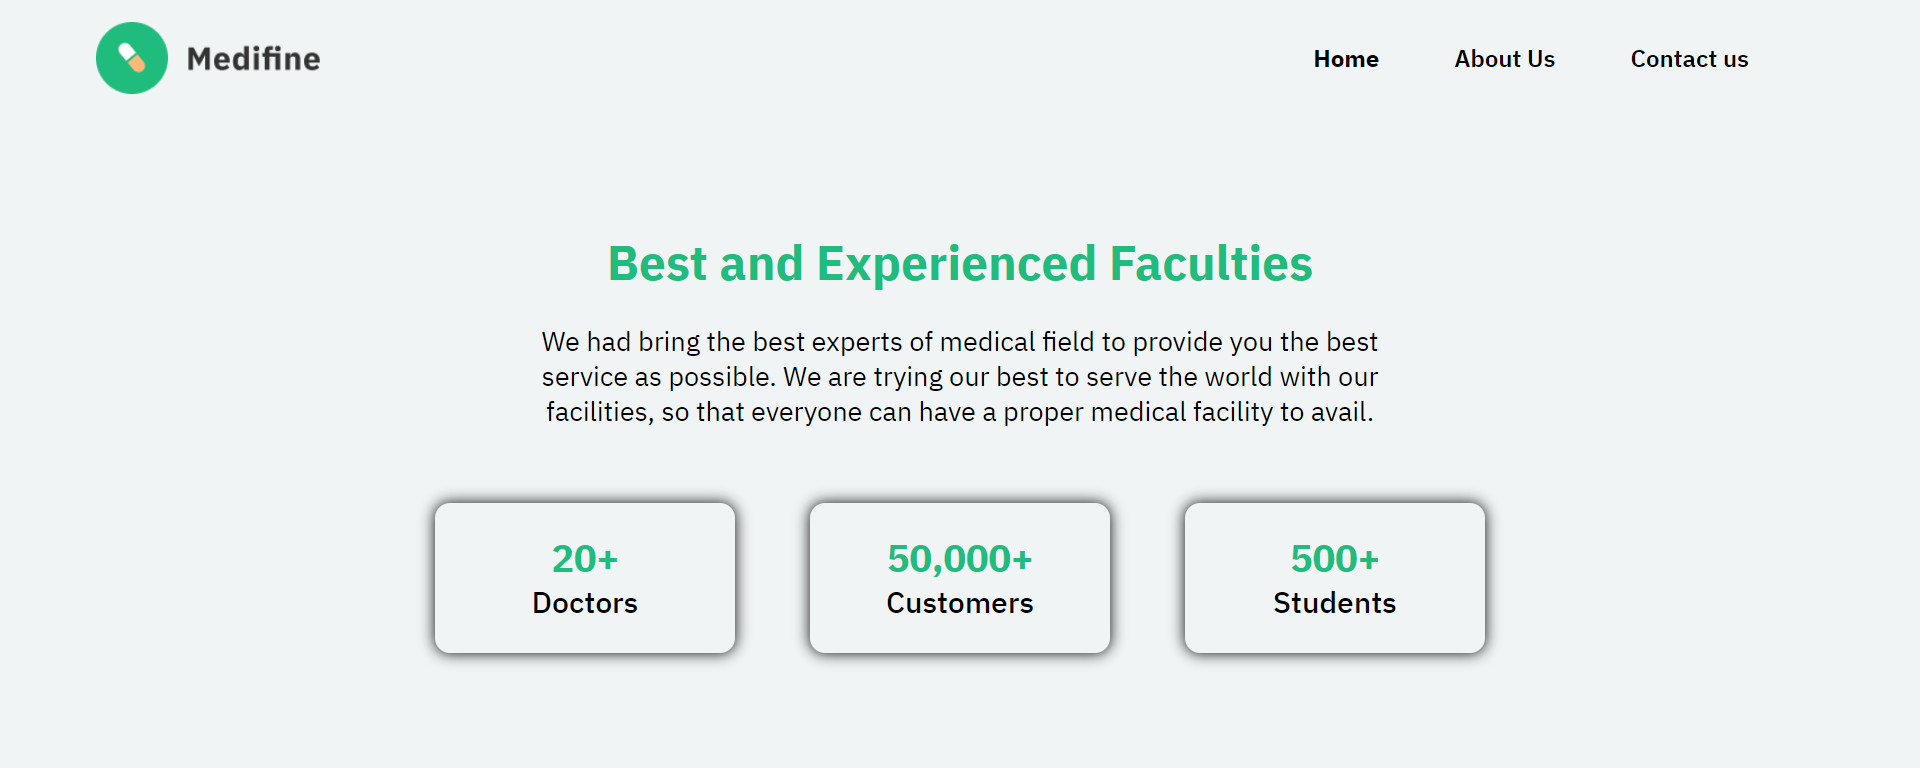 Medifine
Home About Us Contact us
Best and Experienced Faculties
We had bring the best experts of medical field to provide you the best
service as possible. We are trying our best to serve the world with our
facilities, so that everyone can have a proper medical facility to avail.
20+
Doctors
50,000+
Customers
500+
Students